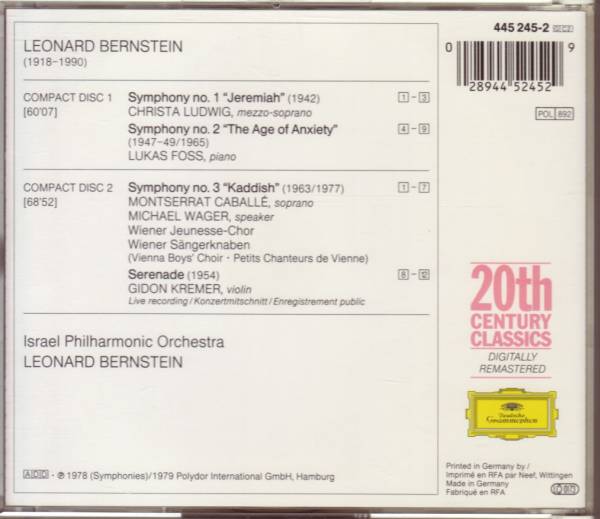 LEONARD BERNSTEIN
(1918–1990)
COMPACT DISC 1
[60'07]
Symphony no. 1 “Jeremiah” (1942) 1 – 3
CHRISTA LUDWIG, mezzo-soprano
Symphony no. 2 “The Age of Anxiety” 4 – 9
(1947-49/1965)
LUKAS FOSS, piano
COMPACT DISC 2
[68'52]
Symphony no. 3 “Kaddish” (1963/1977) 1 – 7
MONTSERRAT CABALLÉ, soprano
MICHAEL WAGER, speaker
Wiener Jeunesse-Chor
Wiener Sängerknaben
(Vienna Boys' Choir · Petits Chanteurs de Vienne)
Serenade (1954) 8 – 12
GIDON KREMER, violin
Live recording / Konzertmitschnitt / Enregistrement public
Israel Philharmonic Orchestra
LEONARD BERNSTEIN
ADD · ℗ 1978 (Symphonies)/1979 Polydor International GmbH, Hamburg
445 245-2
0 28944 52452 9
POL 892
20th
CENTURY
CLASSICS
DIGITALLY
REMASTERED
Deutsche
Grammophon
Printed in Germany by /
Imprimé en RFA par Neef, Wittingen
Made in Germany
Fabriqué en RFA